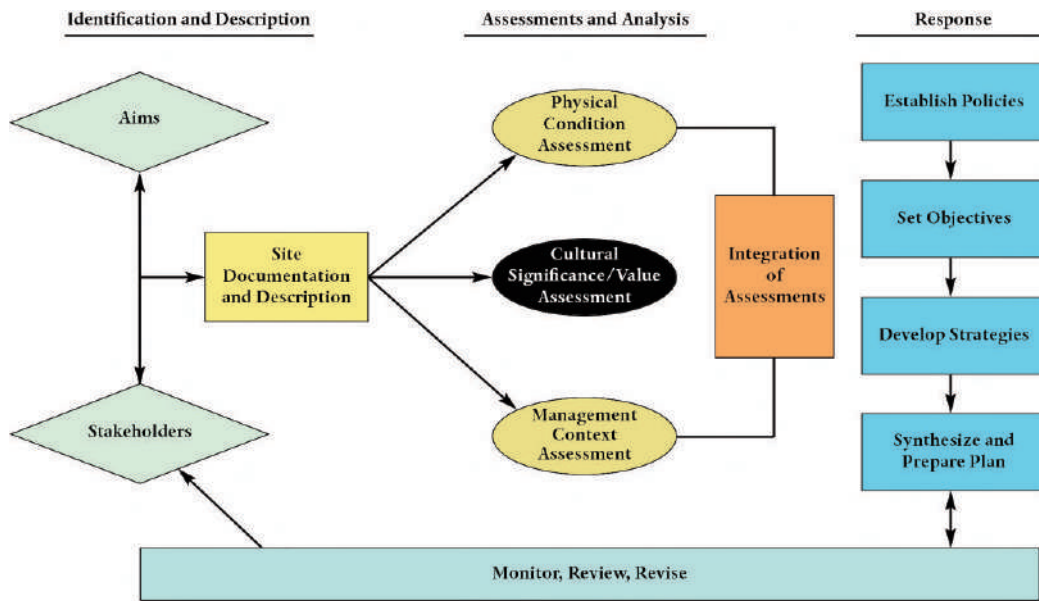 Identification and Description
Assessments and Analysis
Response
Aims
Stakeholders
Site
Documentation
and Description
Physical
Condition
Assessment
Cultural
Significance/Value
Assessment
Management
Context
Assessment
Integration
of
Assessments
Establish Policies
Set Objectives
Develop Strategies
Synthesize and
Prepare Plan
Monitor, Review, Revise